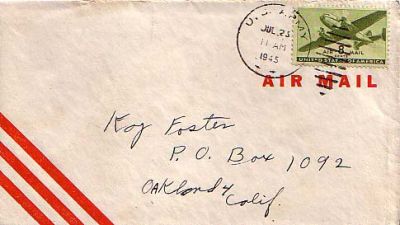 U.S. ARMY
JUL 23
11 AM
1945
8¢
AIR MAIL
UNITED STATES OF AMERICA
AIR MAIL
Koy Foster
P. O. Box 1092
Oakland 4
Calif.